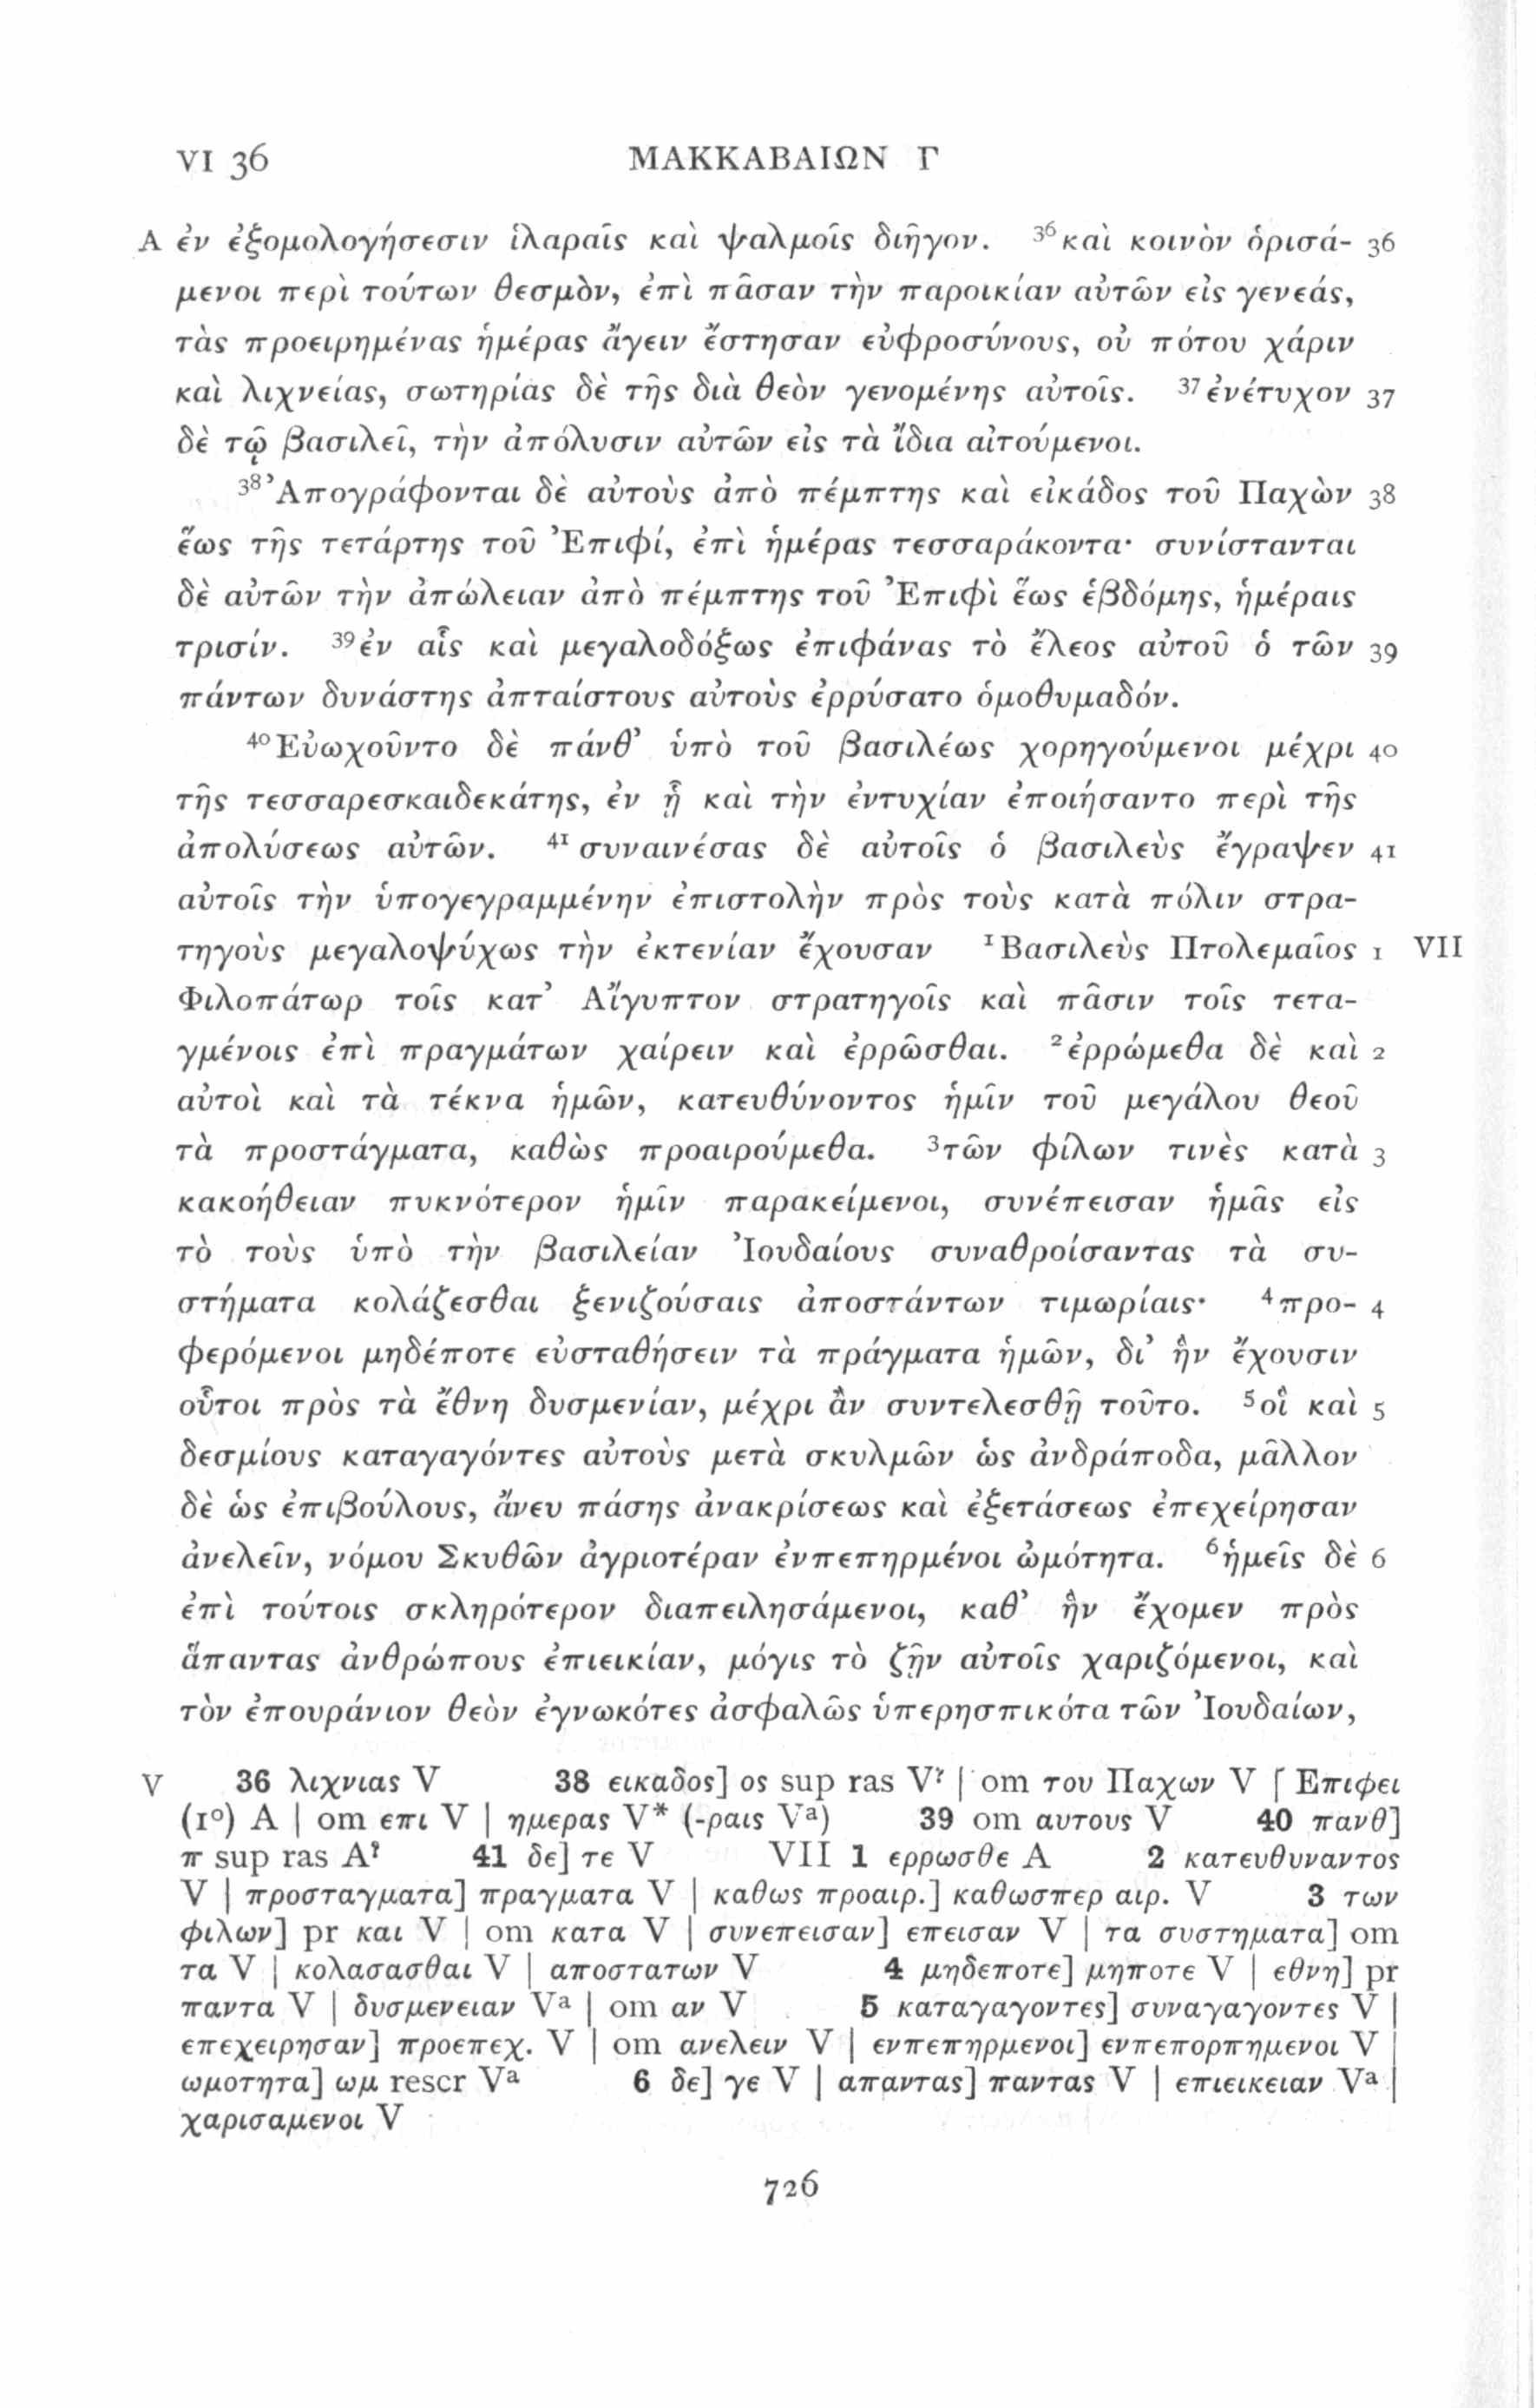 VI 36 ΜΑΚΚΑΒΑΙΩΝ Γ
A ἐν ἐξομολογήσεσιν ἱλαραῖς καὶ ψαλμοῖς διῆγον. ³⁶καὶ κοινὸν ὁρισά- 36
μενοι περὶ τούτων θεσμὸν, ἐπὶ πᾶσαν τὴν παροικίαν αὐτῶν εἰς γενεάς,
τὰς προειρημένας ἡμέρας ἄγειν ἔστησαν εὐφροσύνους, οὐ πότου χάριν
καὶ λιχνείας, σωτηρίας δὲ τῆς διὰ θεὸν γενομένης αὐτοῖς. ³⁷ἐνέτυχον 37
δὲ τῷ βασιλεῖ, τὴν ἀπόλυσιν αὐτῶν εἰς τὰ ἴδια αἰτούμενοι.
³⁸Ἀπογράφονται δὲ αὐτοὺς ἀπὸ πέμπτης καὶ εἰκάδος τοῦ Παχὼν 38
ἕως τῆς τετάρτης τοῦ Ἐπιφί, ἐπὶ ἡμέρας τεσσαράκοντα· συνίστανται
δὲ αὐτῶν τὴν ἀπώλειαν ἀπὸ πέμπτης τοῦ Ἐπιφὶ ἕως ἑβδόμης, ἡμέραις
τρισίν. ³⁹ἐν αἷς καὶ μεγαλοδόξως ἐπιφάνας τὸ ἔλεος αὐτοῦ ὁ τῶν 39
πάντων δυνάστης ἀπταίστους αὐτοὺς ἐρρύσατο ὁμοθυμαδόν.
⁴⁰Εὐωχοῦντο δὲ πάνθ᾽ ὑπὸ τοῦ βασιλέως χορηγούμενοι μέχρι 40
τῆς τεσσαρεσκαιδεκάτης, ἐν ᾗ καὶ τὴν ἐντυχίαν ἐποιήσαντο περὶ τῆς
ἀπολύσεως αὐτῶν. ⁴¹συναινέσας δὲ αὐτοῖς ὁ βασιλεὺς ἔγραψεν 41
αὐτοῖς τὴν ὑπογεγραμμένην ἐπιστολὴν πρὸς τοὺς κατὰ πόλιν στρα-
τηγοὺς μεγαλοψύχως τὴν ἐκτενίαν ἔχουσαν ¹Βασιλεὺς Πτολεμαῖος 1 VII
Φιλοπάτωρ τοῖς κατ᾽ Αἴγυπτον στρατηγοῖς καὶ πᾶσιν τοῖς τετα-
γμένοις ἐπὶ πραγμάτων χαίρειν καὶ ἐρρῶσθαι. ²ἐρρώμεθα δὲ καὶ 2
αὐτοὶ καὶ τὰ τέκνα ἡμῶν, κατευθύνοντος ἡμῖν τοῦ μεγάλου θεοῦ
τὰ προστάγματα, καθὼς προαιρούμεθα. ³τῶν φίλων τινὲς κατὰ 3
κακοήθειαν πυκνότερον ἡμῖν παρακείμενοι, συνέπεισαν ἡμᾶς εἰς
τὸ τοὺς ὑπὸ τὴν βασιλείαν Ἰουδαίους συναθροίσαντας τὰ συ-
στήματα κολάζεσθαι ξενιζούσαις ἀποστάντων τιμωρίαις· ⁴προ- 4
φερόμενοι μηδέποτε εὐσταθήσειν τὰ πράγματα ἡμῶν, δι᾽ ἣν ἔχουσιν
οὗτοι πρὸς τὰ ἔθνη δυσμενίαν, μέχρι ἂν συντελεσθῇ τοῦτο. ⁵οἳ καὶ 5
δεσμίους καταγαγόντες αὐτοὺς μετὰ σκυλμῶν ὡς ἀνδράποδα, μᾶλλον
δὲ ὡς ἐπιβούλους, ἄνευ πάσης ἀνακρίσεως καὶ ἐξετάσεως ἐπεχείρησαν
ἀνελεῖν, νόμου Σκυθῶν ἀγριοτέραν ἐνπεπηρμένοι ὠμότητα. ⁶ἡμεῖς δὲ 6
ἐπὶ τούτοις σκληρότερον διαπειλησάμενοι, καθ᾽ ἣν ἔχομεν πρὸς
ἅπαντας ἀνθρώπους ἐπιεικίαν, μόγις τὸ ζῆν αὐτοῖς χαριζόμενοι, καὶ
τὸν ἐπουράνιον θεὸν ἐγνωκότες ἀσφαλῶς ὑπερησπικότα τῶν Ἰουδαίων,
V 36 λιχνιας V 38 εικαδος] ος sup ras Vˀ | om του Παχων V | Επιφει
(1°) A | om επι V | ημερας V* (-ραις Vᵃ) 39 om αυτους V 40 πανθ]
π sup ras Aˀ 41 δε] τε V VII 1 ερρωσθε A 2 κατευθυναντος
V | προσταγματα] πραγματα V | καθως προαιρ.] καθωσπερ αιρ. V 3 των
φιλων] pr και V | om κατα V | συνεπεισαν] επεισαν V | τα συστηματα] om
τα V | κολασασθαι V | αποστατων V 4 μηδεποτε] μηποτε V | εθνη] pr
παντα V | δυσμενειαν Vᵃ | om αν V 5 καταγαγοντες] συναγαγοντες V |
επεχειρησαν] προεπεχ. V | om ανελειν V | ενπεπηρμενοι] ενπεπορπημενοι V |
ωμοτητα] ωμ rescr Vᵃ 6 δε] γε V | απαντας] παντας V | επιεικειαν Vᵃ |
χαρισαμενοι V
726